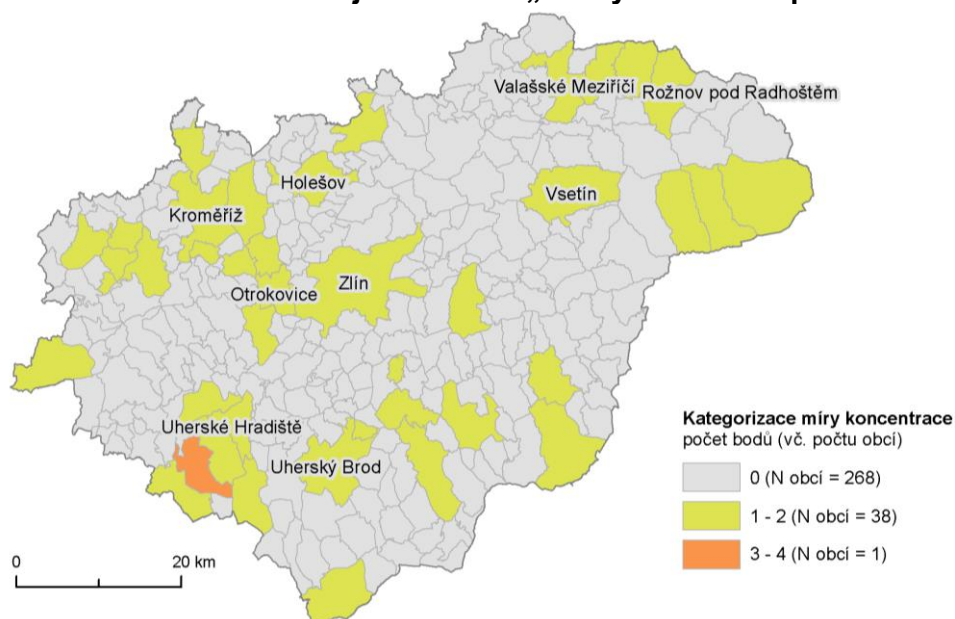 Valašské Meziříčí
Rožnov pod Radhoštěm
Holešov
Vsetín
Kroměříž
Zlín
Otrokovice
Uherské Hradiště
Uherský Brod
Kategorizace míry koncentrace
počet bodů (vč. počtu obcí)
0 (N obcí = 268)
1 - 2 (N obcí = 38)
3 - 4 (N obcí = 1)
0
20 km